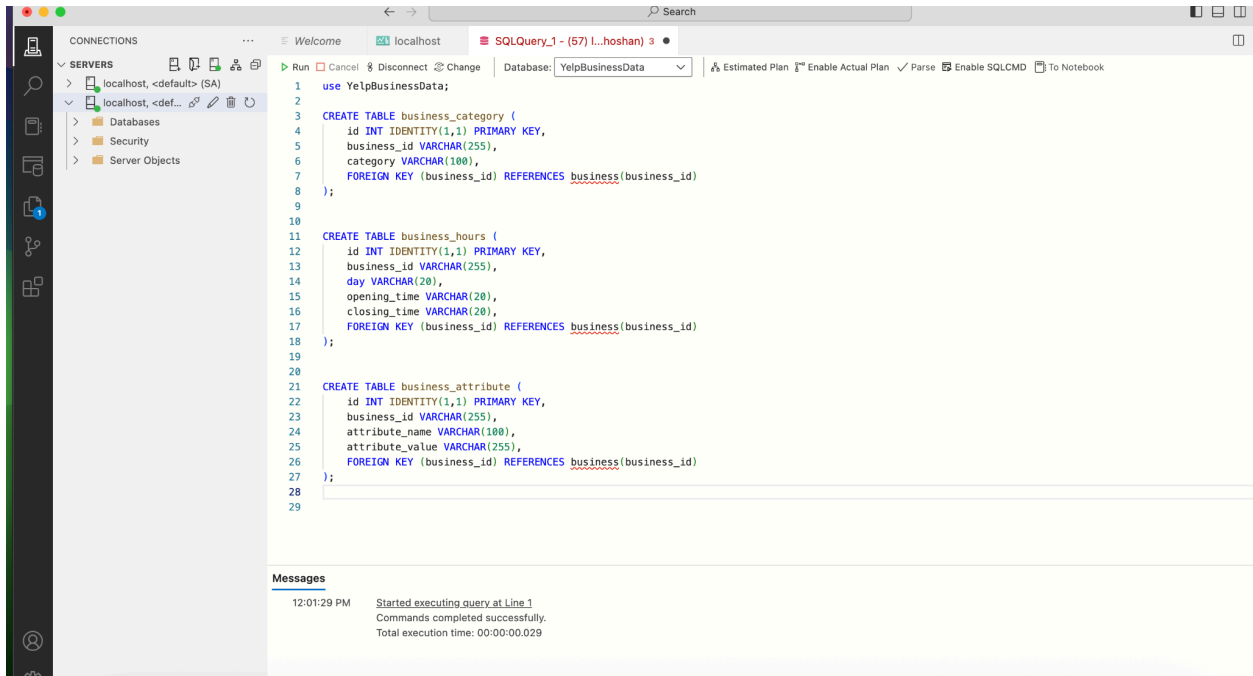 Search
CONNECTIONS ...
SERVERS
localhost, <default> (SA)
localhost, <def...
Databases
Security
Server Objects
1
Welcome
localhost
SQLQuery_1 - (57) l...hoshan) 3
Run Cancel Disconnect Change Database: YelpBusinessData Estimated Plan Enable Actual Plan Parse Enable SQLCMD To Notebook
1 use YelpBusinessData;
2
3 CREATE TABLE business_category (
4 id INT IDENTITY(1,1) PRIMARY KEY,
5 business_id VARCHAR(255),
6 category VARCHAR(100),
7 FOREIGN KEY (business_id) REFERENCES business(business_id)
8 );
9
10
11 CREATE TABLE business_hours (
12 id INT IDENTITY(1,1) PRIMARY KEY,
13 business_id VARCHAR(255),
14 day VARCHAR(20),
15 opening_time VARCHAR(20),
16 closing_time VARCHAR(20),
17 FOREIGN KEY (business_id) REFERENCES business(business_id)
18 );
19
20
21 CREATE TABLE business_attribute (
22 id INT IDENTITY(1,1) PRIMARY KEY,
23 business_id VARCHAR(255),
24 attribute_name VARCHAR(100),
25 attribute_value VARCHAR(255),
26 FOREIGN KEY (business_id) REFERENCES business(business_id)
27 );
28
29
Messages
12:01:29 PM Started executing query at Line 1
Commands completed successfully.
Total execution time: 00:00:00.029